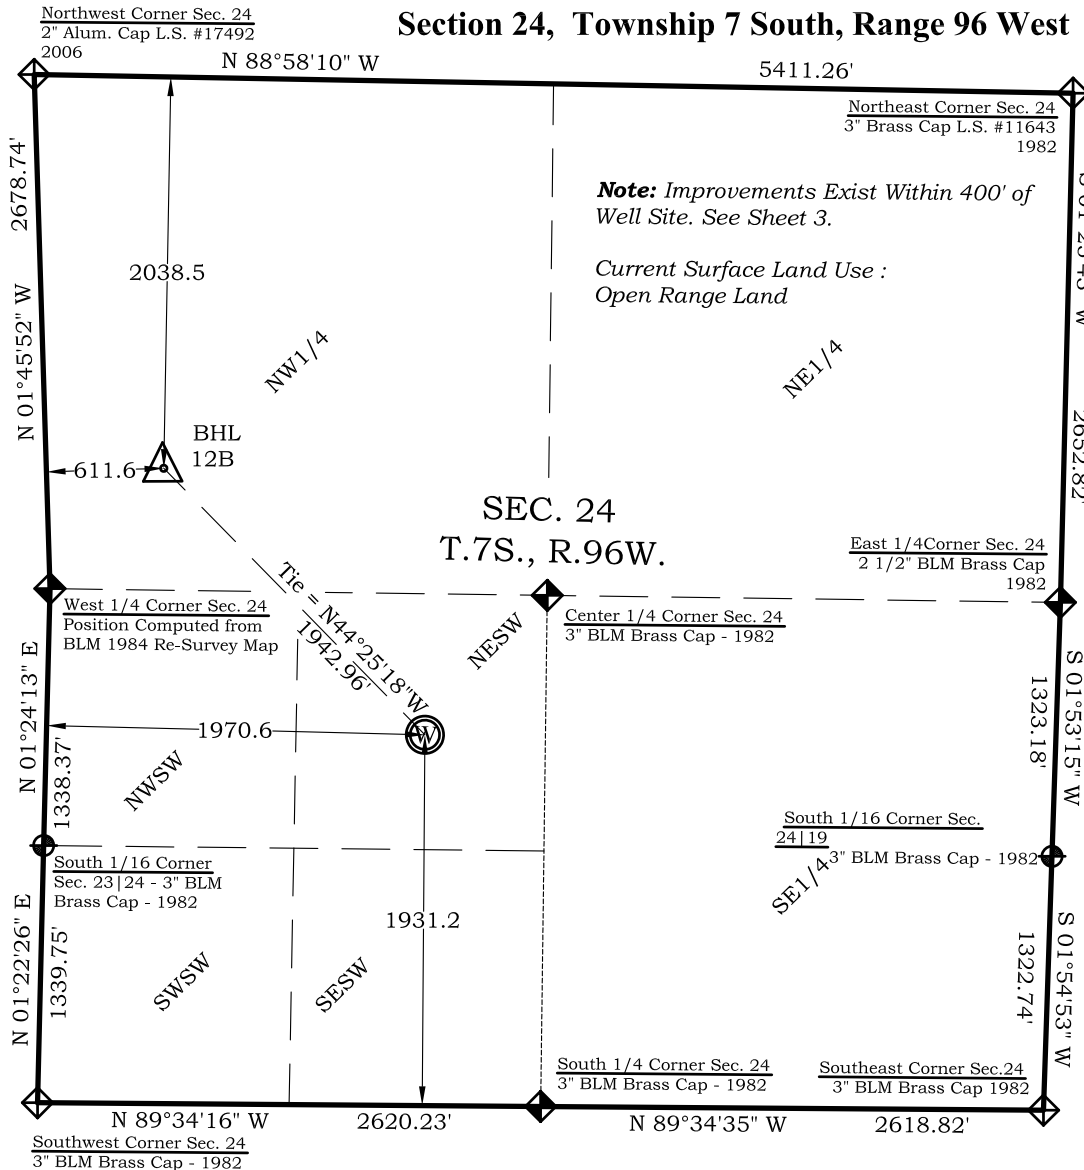 Section 24, Township 7 South, Range 96 West
Northwest Corner Sec. 24
2" Alum. Cap L.S. #17492
2006
N 88°58'10" W
5411.26'
Northeast Corner Sec. 24
3" Brass Cap L.S. #11643
1982
2678.74'
N 01°45'52" W
Note: Improvements Exist Within 400' of
Well Site. See Sheet 3.
Current Surface Land Use :
Open Range Land
2038.5
NW1/4
NE1/4
2652.82'
BHL
12B
611.6
SEC. 24
T.7S., R.96W.
East 1/4Corner Sec. 24
2 1/2" BLM Brass Cap
1982
Tie = N44°25'18"W
1942.96'
West 1/4 Corner Sec. 24
Position Computed from
BLM 1984 Re-Survey Map
Center 1/4 Corner Sec. 24
3" BLM Brass Cap - 1982
NESW
N 01°24'13" E
1338.37'
S 01°53'15" W
1323.18'
1970.6
W
NWSW
South 1/16 Corner Sec.
24|19
3" BLM Brass Cap - 1982
South 1/16 Corner
Sec. 23|24 - 3" BLM
Brass Cap - 1982
SE1/4
1931.2
N 01°22'26" E
1339.75'
SWSW
SESW
S 01°54'53" W
1322.74'
South 1/4 Corner Sec. 24
3" BLM Brass Cap - 1982
Southeast Corner Sec.24
3" BLM Brass Cap 1982
N 89°34'16" W
2620.23'
N 89°34'35" W
2618.82'
Southwest Corner Sec. 24
3" BLM Brass Cap - 1982